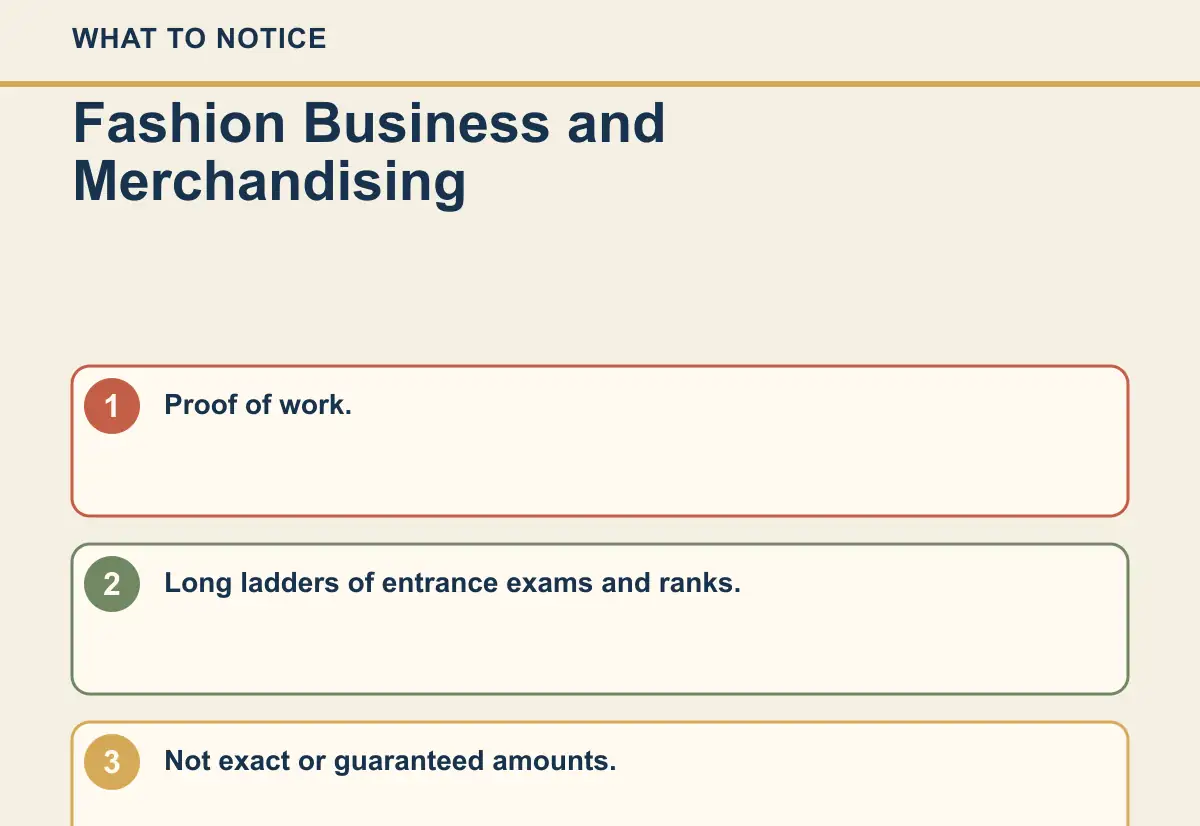 WHAT TO NOTICE
Fashion Business and
Merchandising
1 Proof of work.
2 Long ladders of entrance exams and ranks.
3 Not exact or guaranteed amounts.